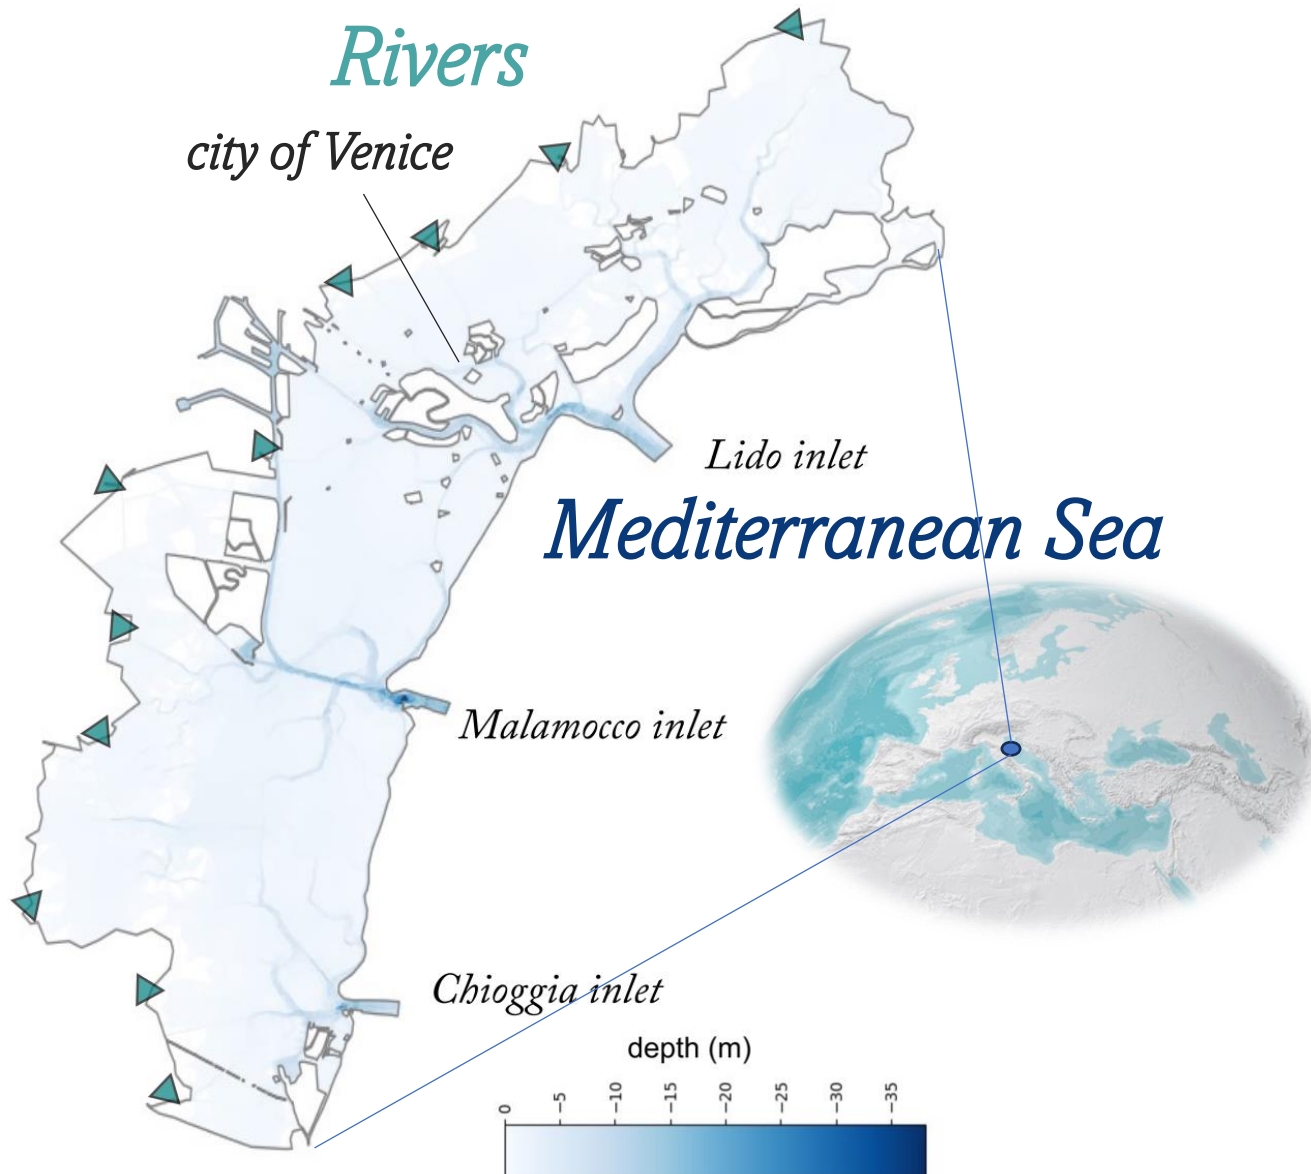 Rivers
city of Venice
Lido inlet
Mediterranean Sea
Malamocco inlet
Chioggia inlet
depth (m)
0 −5 −10 −15 −20 −25 −30 −35